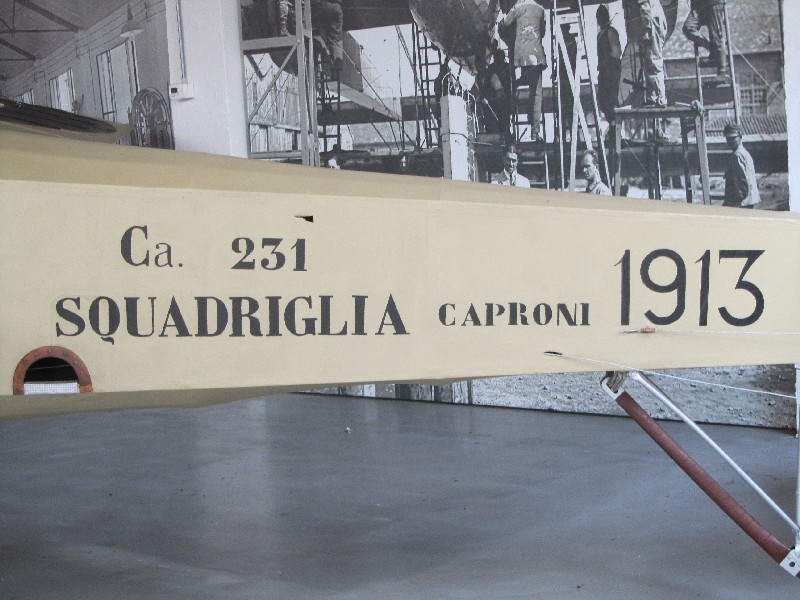 Ca. 231
SQUADRIGLIA CAPRONI 1913